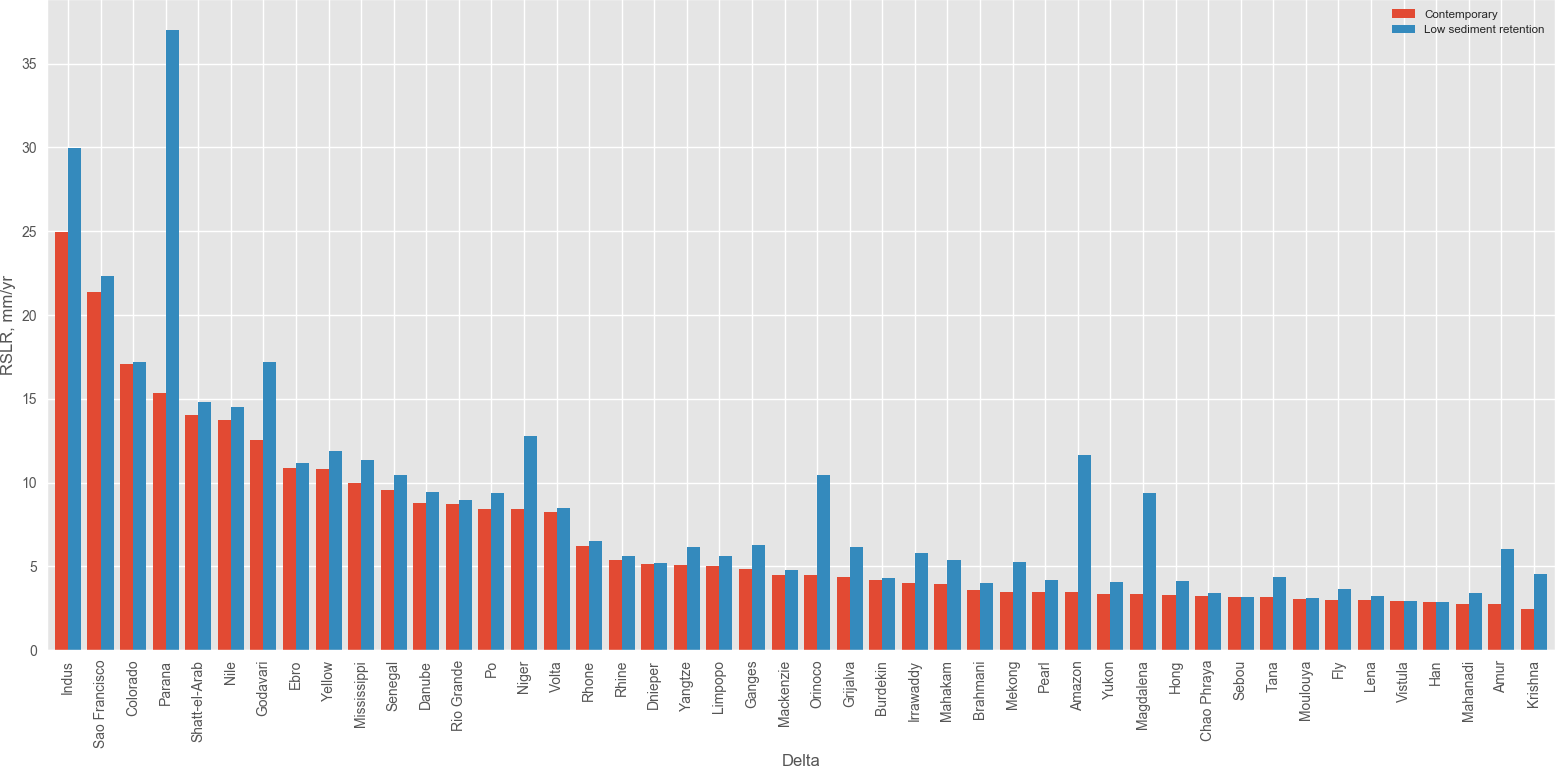 Contemporary
Low sediment retention
RSLR, mm/yr
35
30
25
20
15
10
5
0
Indus
Sao Francisco
Colorado
Parana
Shatt-el-Arab
Nile
Godavari
Ebro
Yellow
Mississippi
Senegal
Danube
Rio Grande
Po
Niger
Volta
Rhone
Rhine
Dnieper
Yangtze
Limpopo
Ganges
Mackenzie
Orinoco
Grijalva
Burdekin
Irrawaddy
Mahakam
Brahmani
Mekong
Pearl
Amazon
Yukon
Magdalena
Hong
Chao Phraya
Sebou
Tana
Moulouya
Fly
Lena
Vistula
Han
Mahanadi
Amur
Krishna
Delta